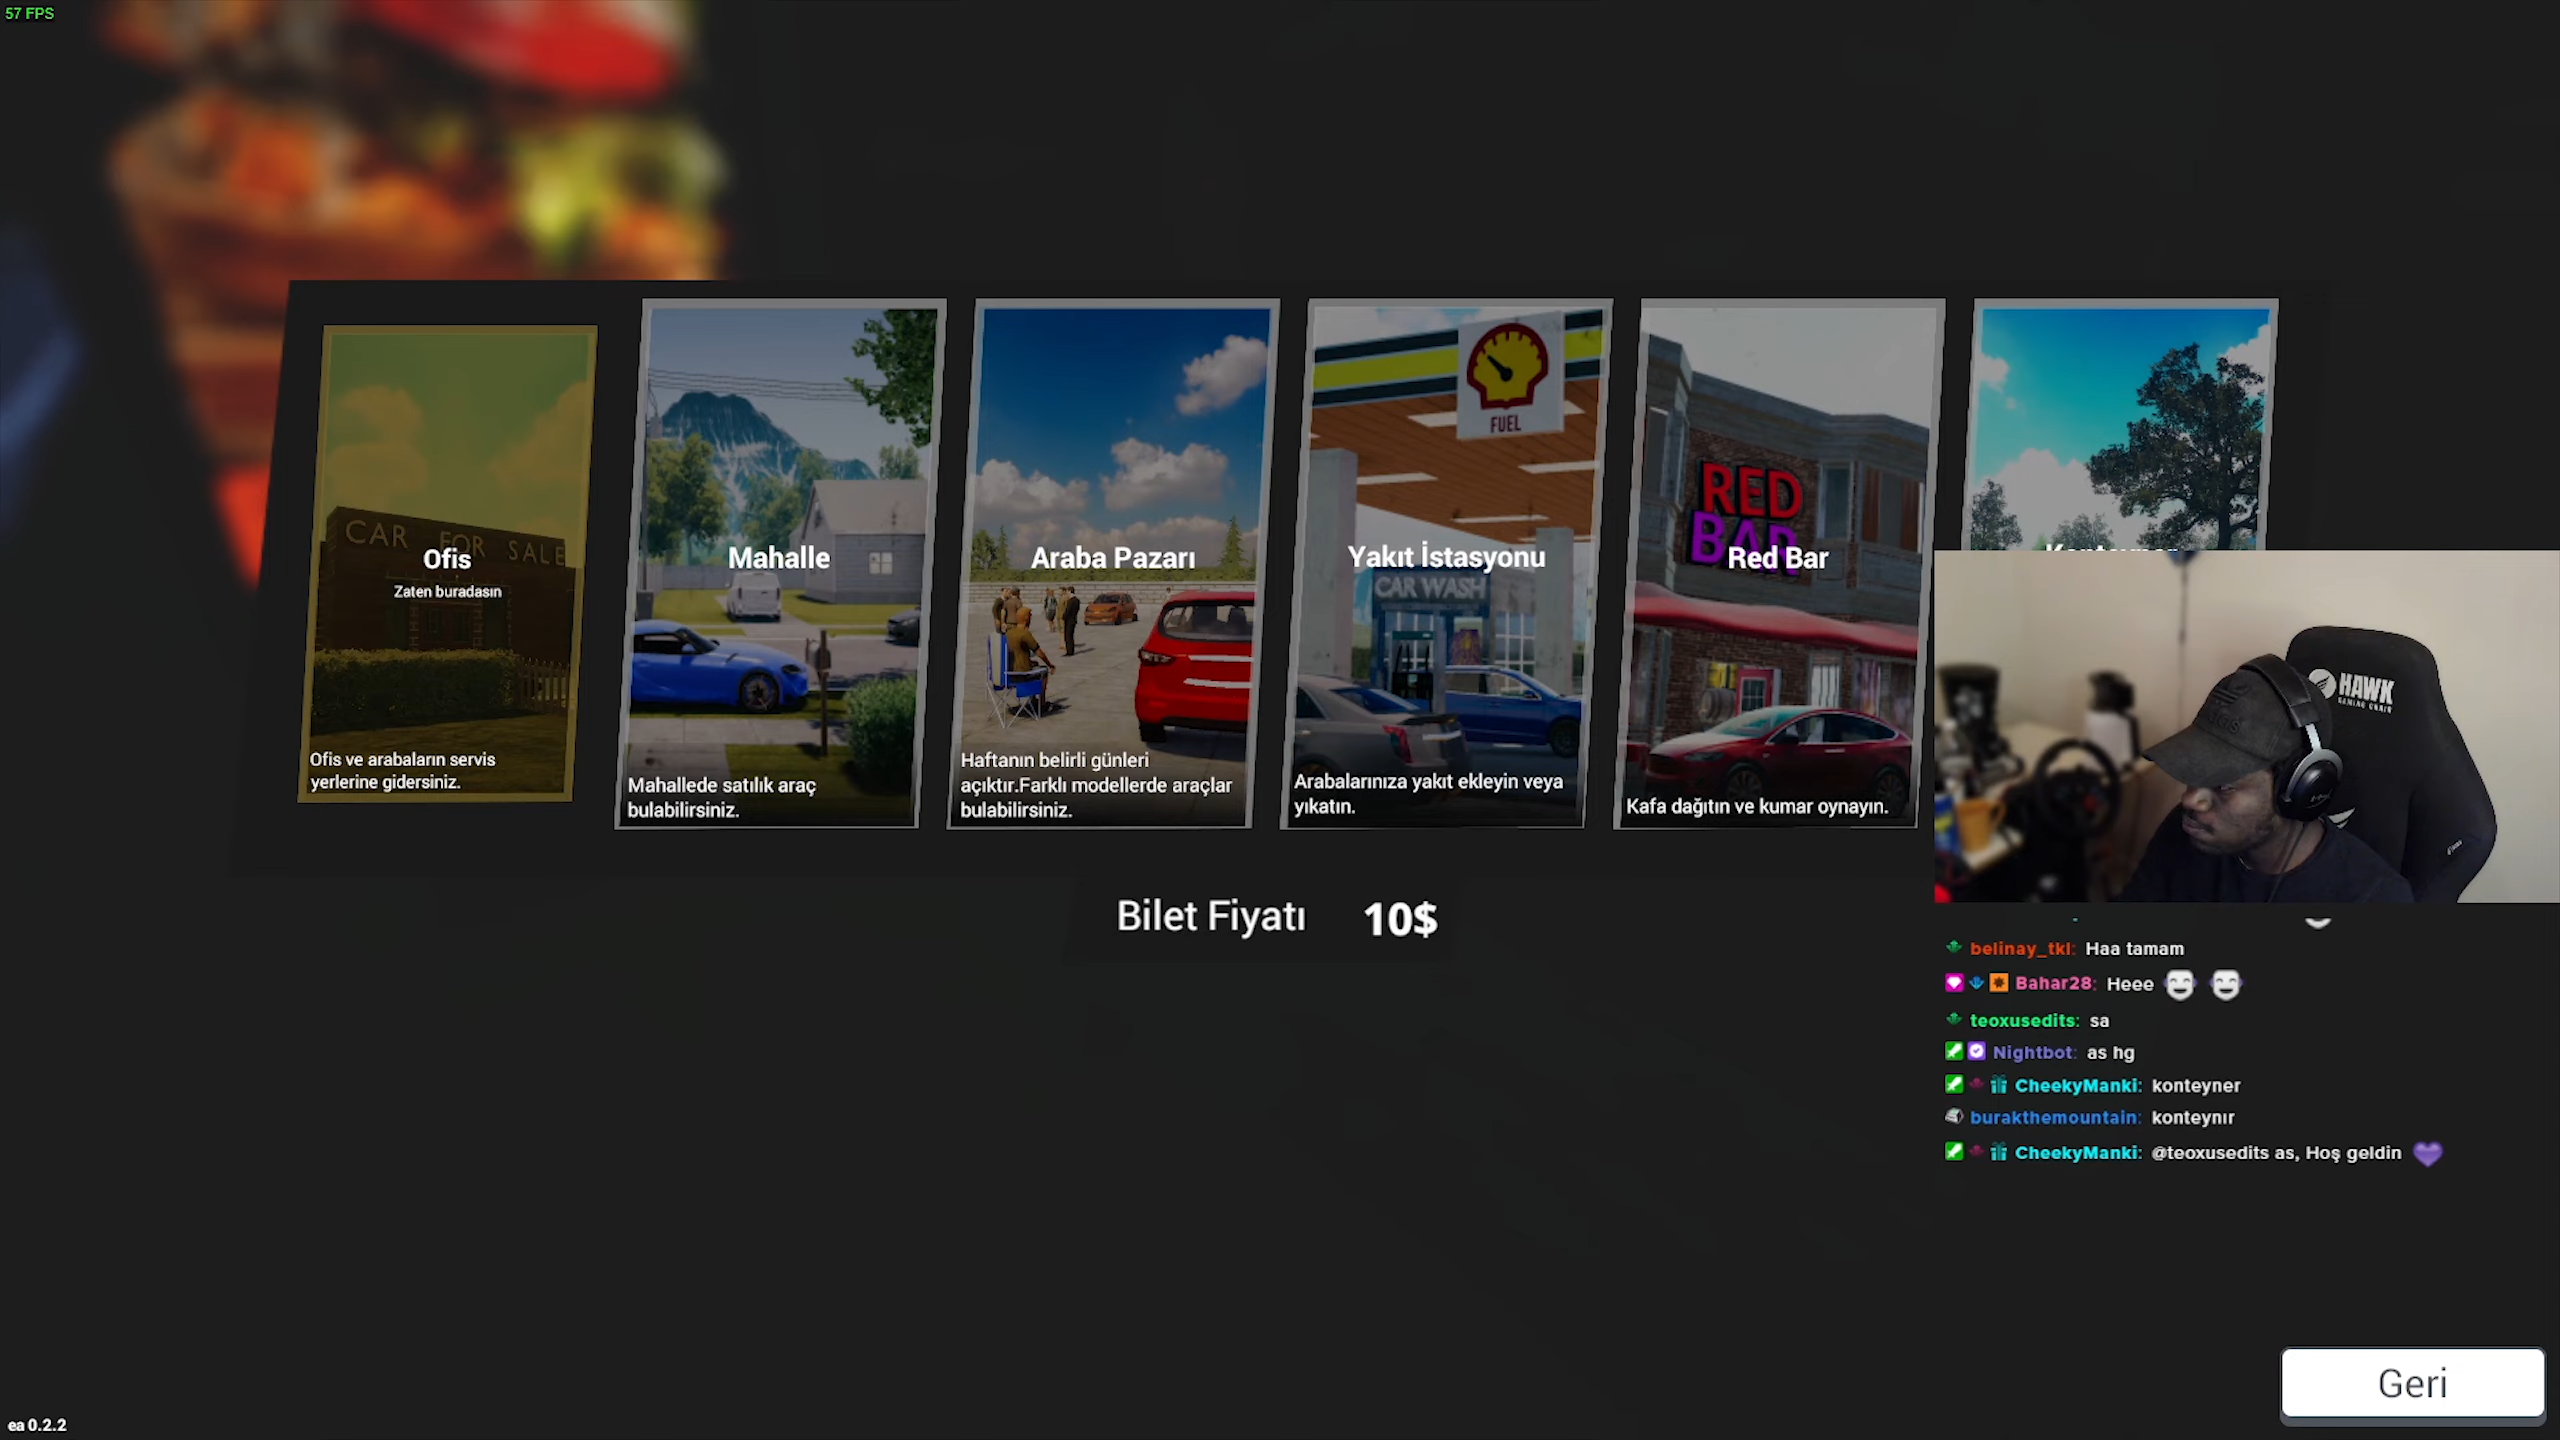 57 FPS
CAR FOR SALE
Ofis
Zaten buradasın
Ofis ve arabaların servis
yerlerine gidersiniz.
Mahalle
Mahallede satılık araç
bulabilirsiniz.
Araba Pazarı
Haftanın belirli günleri
açıktır.Farklı modellerde araçlar
bulabilirsiniz.
FUEL
Yakıt İstasyonu
CAR WASH
Arabalarınıza yakıt ekleyin veya
yıkatın.
RED
BAR
Red Bar
Kafa dağıtın ve kumar oynayın.
HAWK
GAMING CHAIR
Bilet Fiyatı 10$
belinay_tkl: Haa tamam
Bahar28: Heee
teoxusedits: sa
Nightbot: as hg
CheekyManki: konteyner
burakthemountain: konteynır
CheekyManki: @teoxusedits as, Hoş geldin
Geri
ea 0.2.2